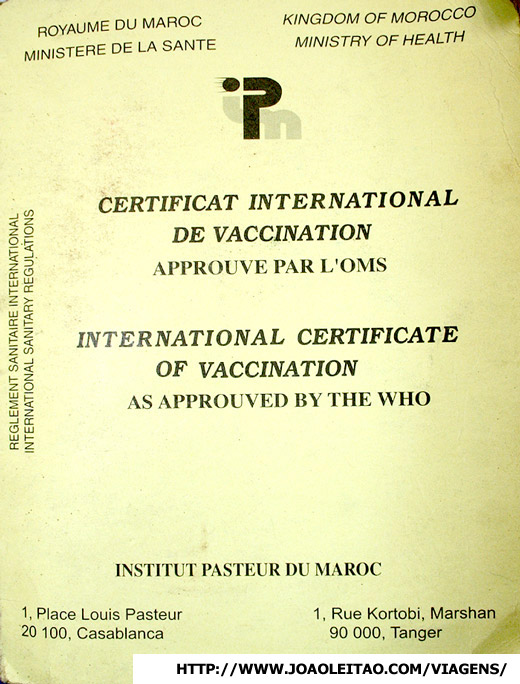 ROYAUME DU MAROC
MINISTERE DE LA SANTE
KINGDOM OF MOROCCO
MINISTRY OF HEALTH
iPm
REGLEMENT SANITAIRE INTERNATIONAL
INTERNATIONAL SANITARY REGULATIONS
CERTIFICAT INTERNATIONAL
DE VACCINATION
APPROUVE PAR L'OMS
INTERNATIONAL CERTIFICATE
OF VACCINATION
AS APPROUVED BY THE WHO
INSTITUT PASTEUR DU MAROC
1, Place Louis Pasteur
20 100, Casablanca
1, Rue Kortobi, Marshan
90 000, Tanger
HTTP://WWW.JOAOLEITAO.COM/VIAGENS/